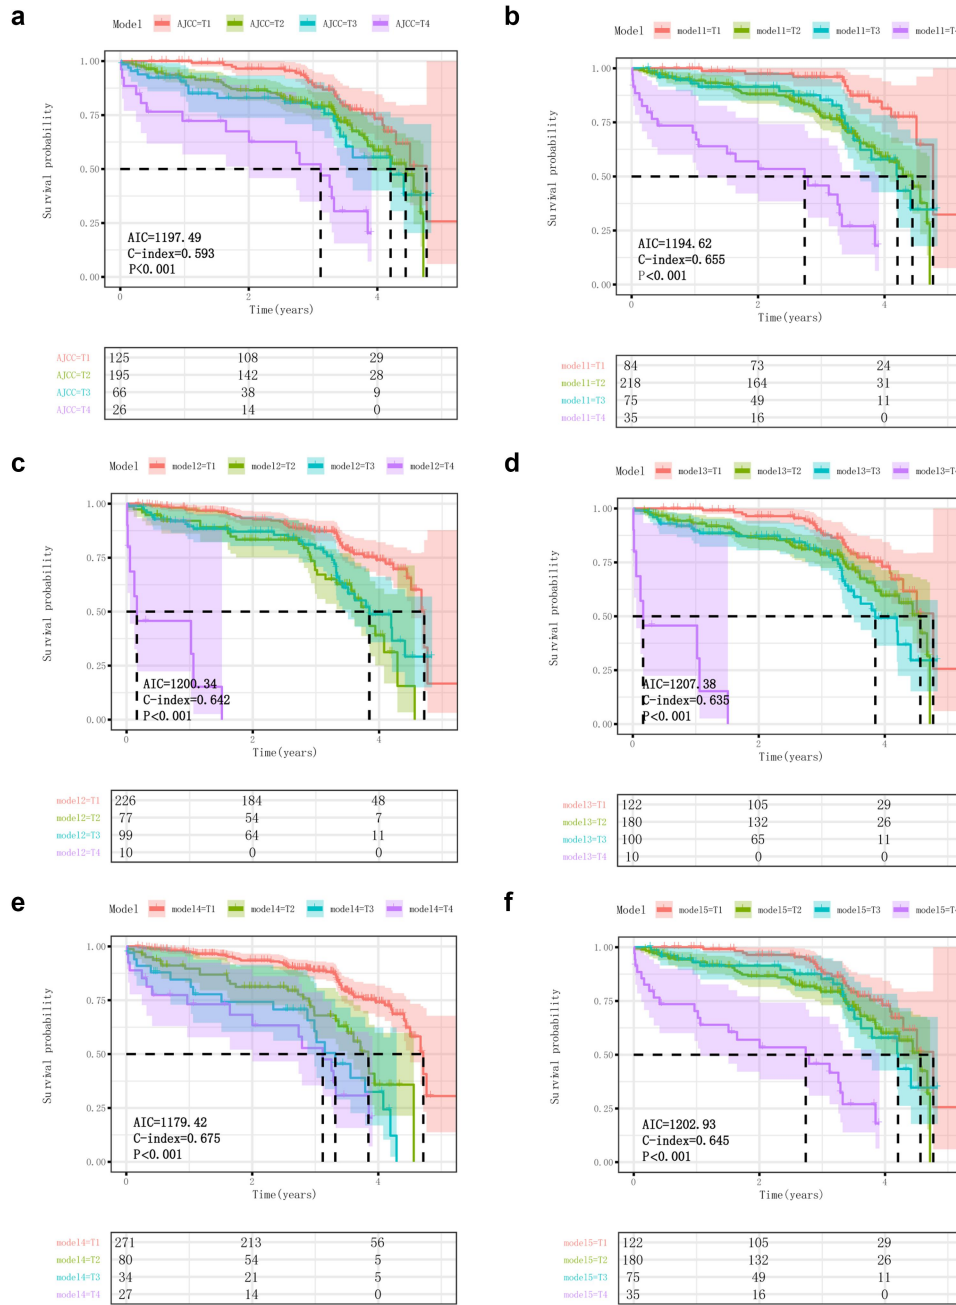 a
Model AJCC=T1 AJCC=T2 AJCC=T3 AJCC=T4
Survival probability
1.00
0.75
0.50
0.25
0.00
AIC=1197.49
C-index=0.593
P<0.001
0 2 4
Time(years)
AJCC=T1 125 108 29
AJCC=T2 195 142 28
AJCC=T3 66 38 9
AJCC=T4 26 14 0
b
Model model1=T1 model1=T2 model1=T3 model1=T4
Survival probability
1.00
0.75
0.50
0.25
0.00
AIC=1194.62
C-index=0.655
P<0.001
0 2 4
Time(years)
model1=T1 84 73 24
model1=T2 218 164 31
model1=T3 75 49 11
model1=T4 35 16 0
c
Model model2=T1 model2=T2 model2=T3 model2=T4
Survival probability
1.00
0.75
0.50
0.25
0.00
AIC=1200.34
C-index=0.642
P<0.001
0 2 4
Time(years)
model2=T1 226 184 48
model2=T2 77 54 7
model2=T3 99 64 11
model2=T4 10 0 0
d
Model model3=T1 model3=T2 model3=T3 model3=T4
Survival probability
1.00
0.75
0.50
0.25
0.00
AIC=1207.38
C-index=0.635
P<0.001
0 2 4
Time(years)
model3=T1 122 105 29
model3=T2 180 132 26
model3=T3 100 65 11
model3=T4 10 0 0
e
Model model4=T1 model4=T2 model4=T3 model4=T4
Survival probability
1.00
0.75
0.50
0.25
0.00
AIC=1179.42
C-index=0.675
P<0.001
0 2 4
Time(years)
model4=T1 271 213 56
model4=T2 80 54 5
model4=T3 34 21 5
model4=T4 27 14 0
f
Model model5=T1 model5=T2 model5=T3 model5=T4
Survival probability
1.00
0.75
0.50
0.25
0.00
AIC=1202.93
C-index=0.645
P<0.001
0 2 4
Time(years)
model5=T1 122 105 29
model5=T2 180 132 26
model5=T3 75 49 11
model5=T4 35 16 0